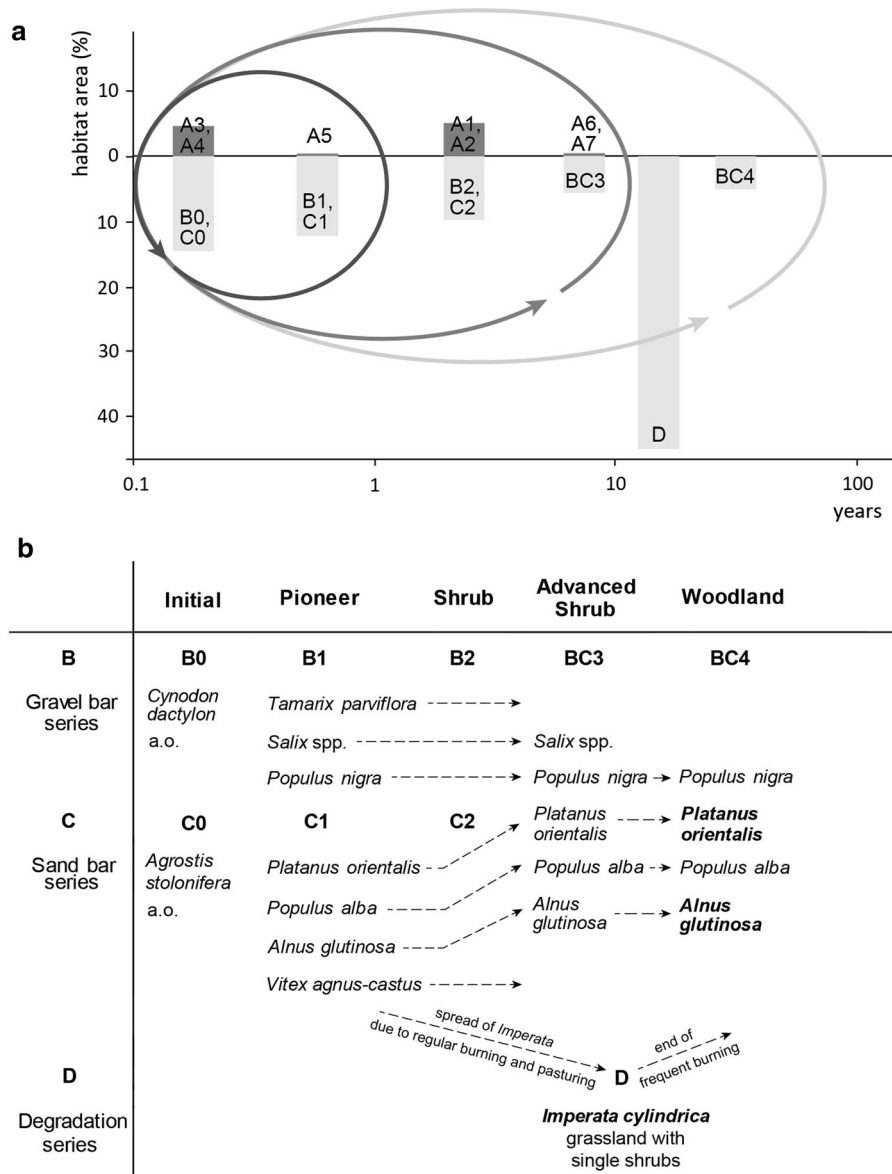 a
habitat area (%)
10
0
10
20
30
40
A3,
A4
A5
A1,
A2
A6,
A7
B0,
C0
B1,
C1
B2,
C2
BC3
BC4
D
0.1
1
10
100
years
b
Initial
Pioneer
Shrub
Advanced
Shrub
Woodland
B
B0
B1
B2
BC3
BC4
Gravel bar
series
Cynodon
dactylon
a.o.
Tamarix parviflora
Salix spp.
Salix spp.
Populus nigra
Populus nigra
Populus nigra
C
C0
C1
C2
Platanus
orientalis
Platanus
orientalis
Sand bar
series
Agrostis
stolonifera
a.o.
Platanus orientalis
Populus alba
Populus alba
Populus alba
Alnus
glutinosa
Alnus
glutinosa
Alnus glutinosa
Vitex agnus-castus
spread of Imperata
due to regular burning and pasturing
D
end of
frequent burning
D
Degradation
series
Imperata cylindrica
grassland with
single shrubs